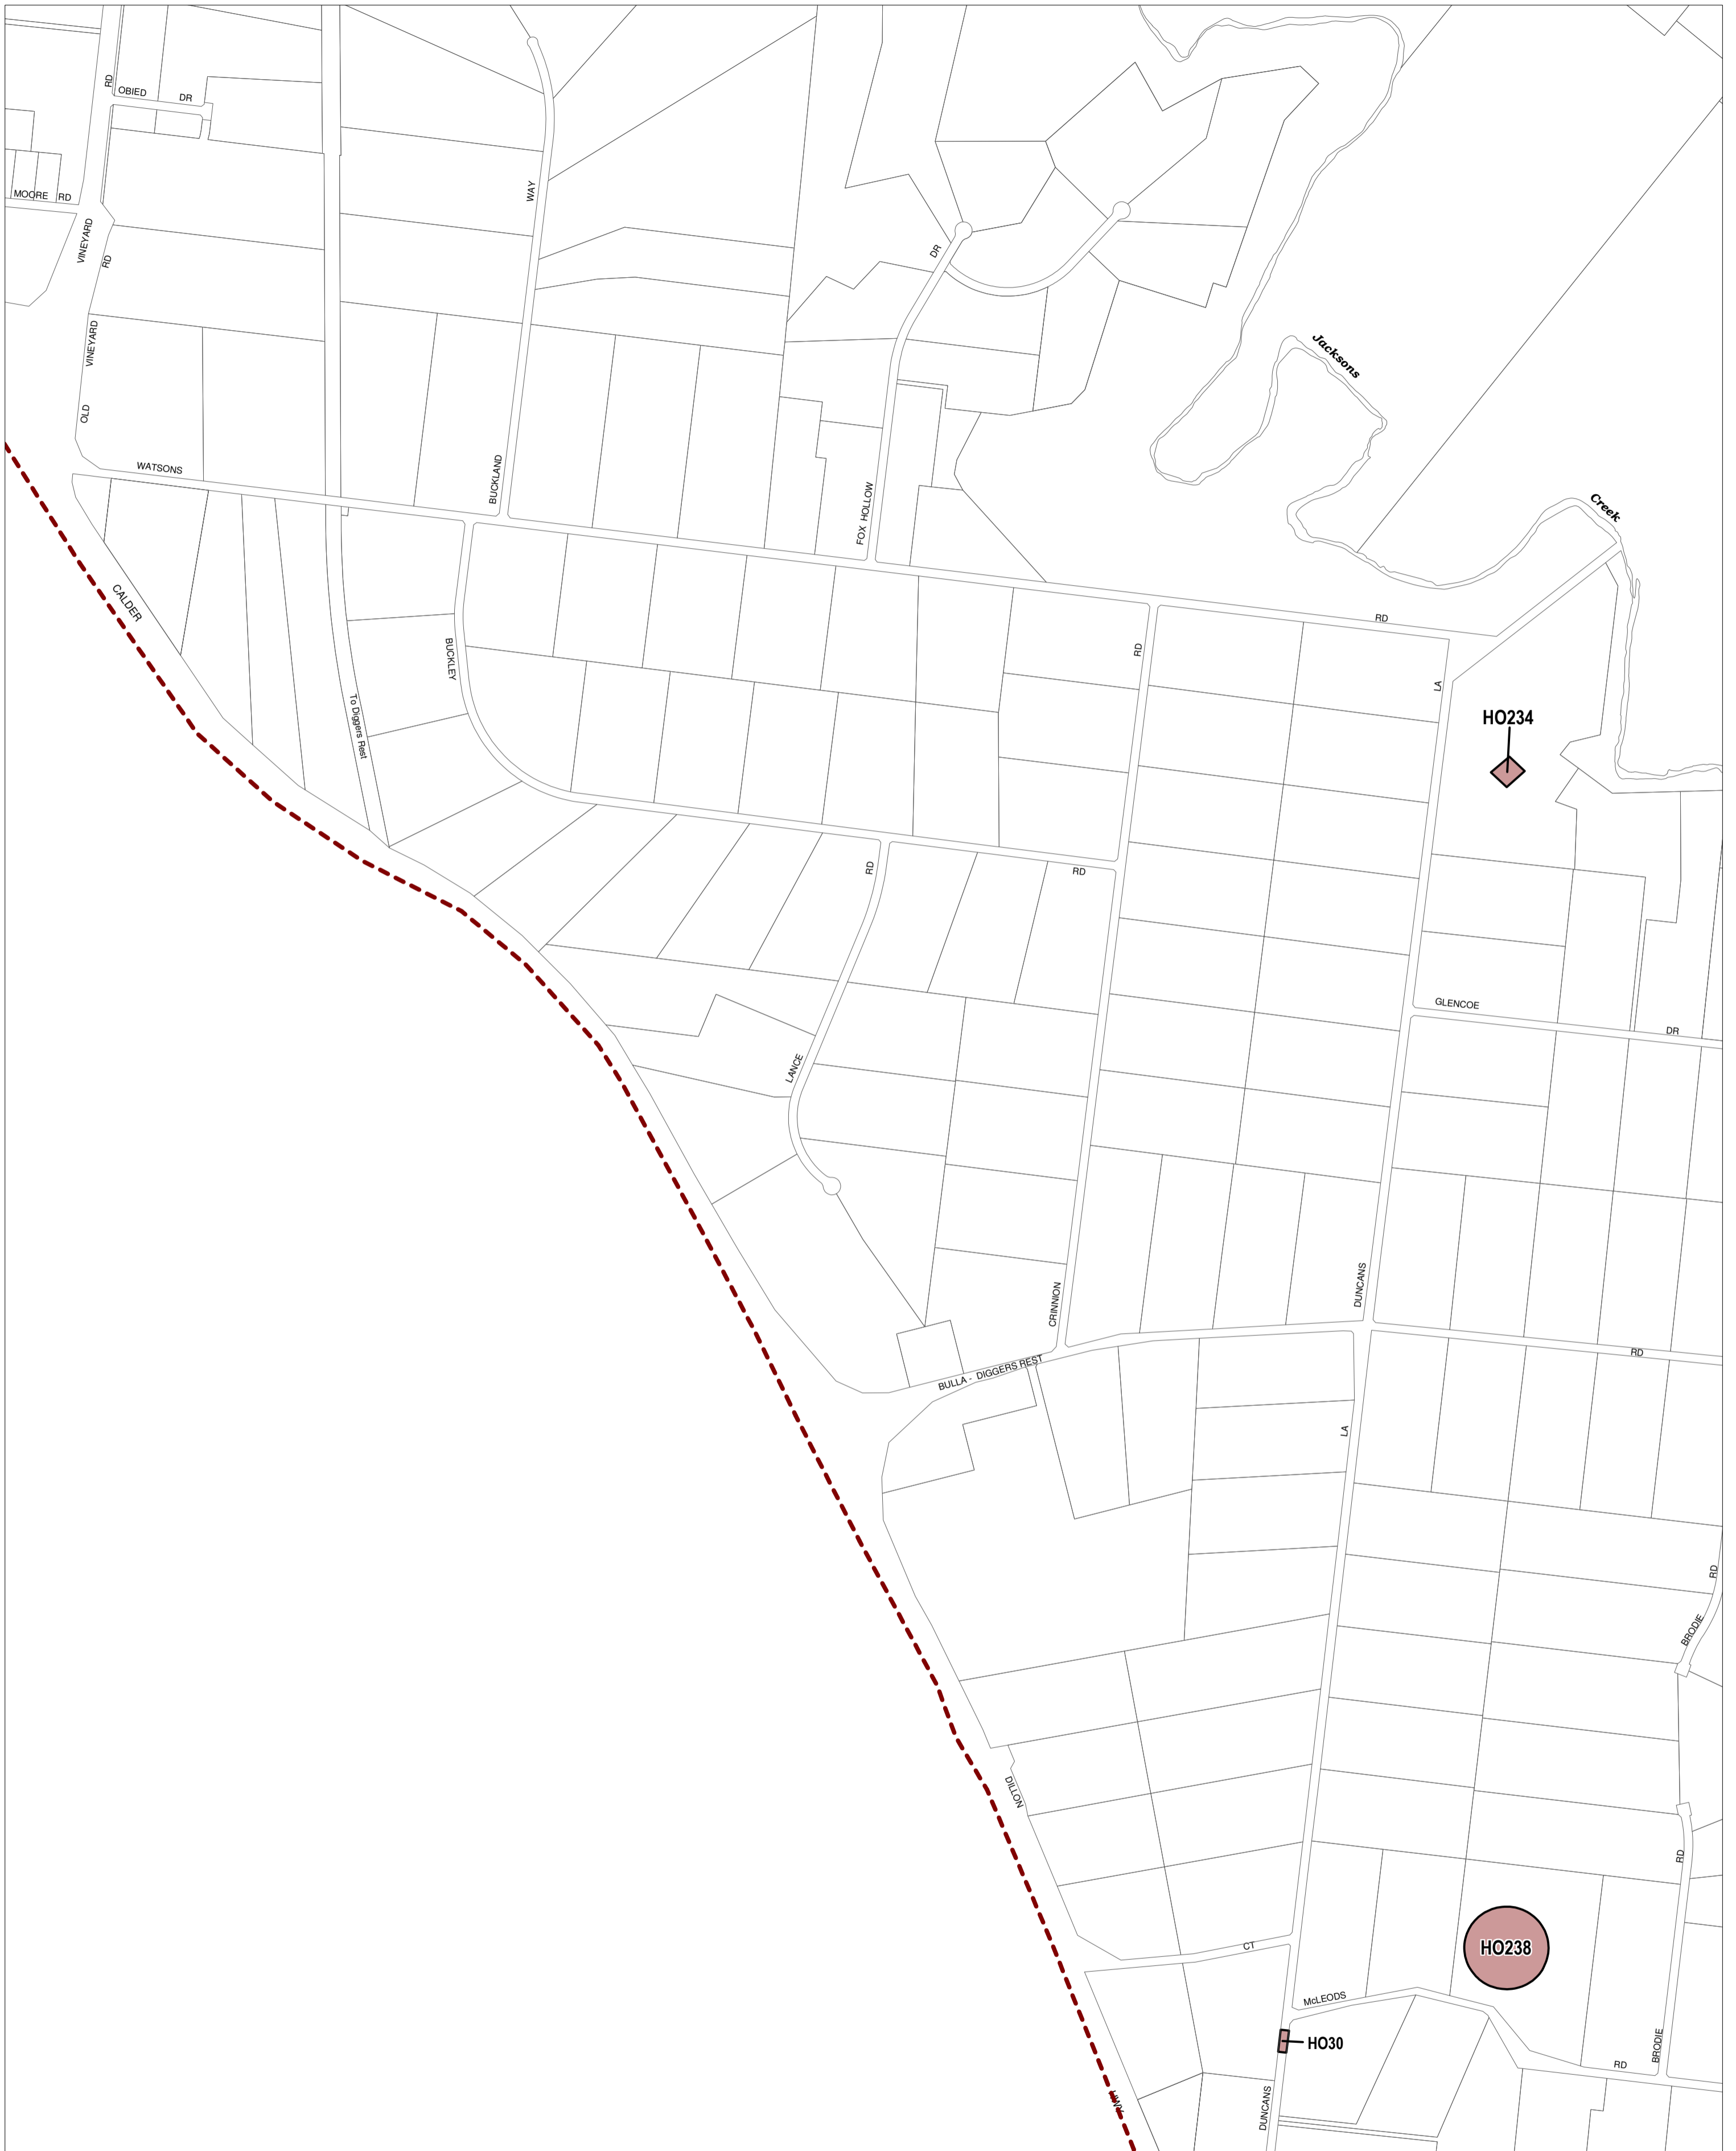 RD
OBIED DR
MOORE RD
WAY
VINEYARD
RD
DR
VINEYARD
Jacksons
OLD
WATSONS
BUCKLAND
FOX HOLLOW
Creek
CALDER
RD
BUCKLEY
RD
LA
To Diggers Rest
HO234
RD
RD
GLENCOE
DR
LANCE
CRINNION
DUNCANS
RD
BULLA - DIGGERS REST
LA
RD
BRODIE
DILLON
RD
CT
HO238
McLEODS
HO30
BRODIE
RD
DUNCANS
HWY